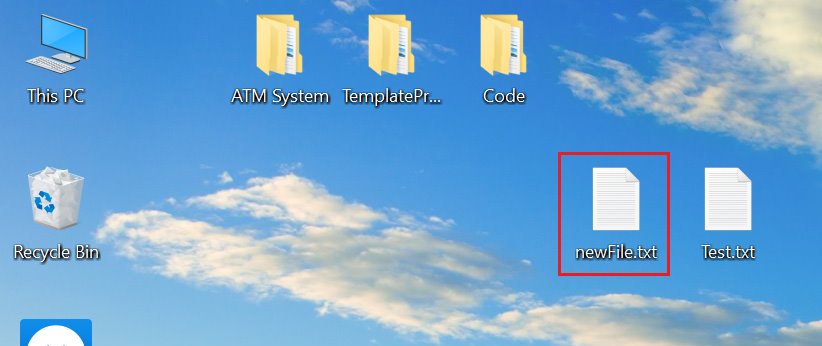 This PC
ATM System
TemplatePr...
Code
Recycle Bin
newFile.txt
Test.txt